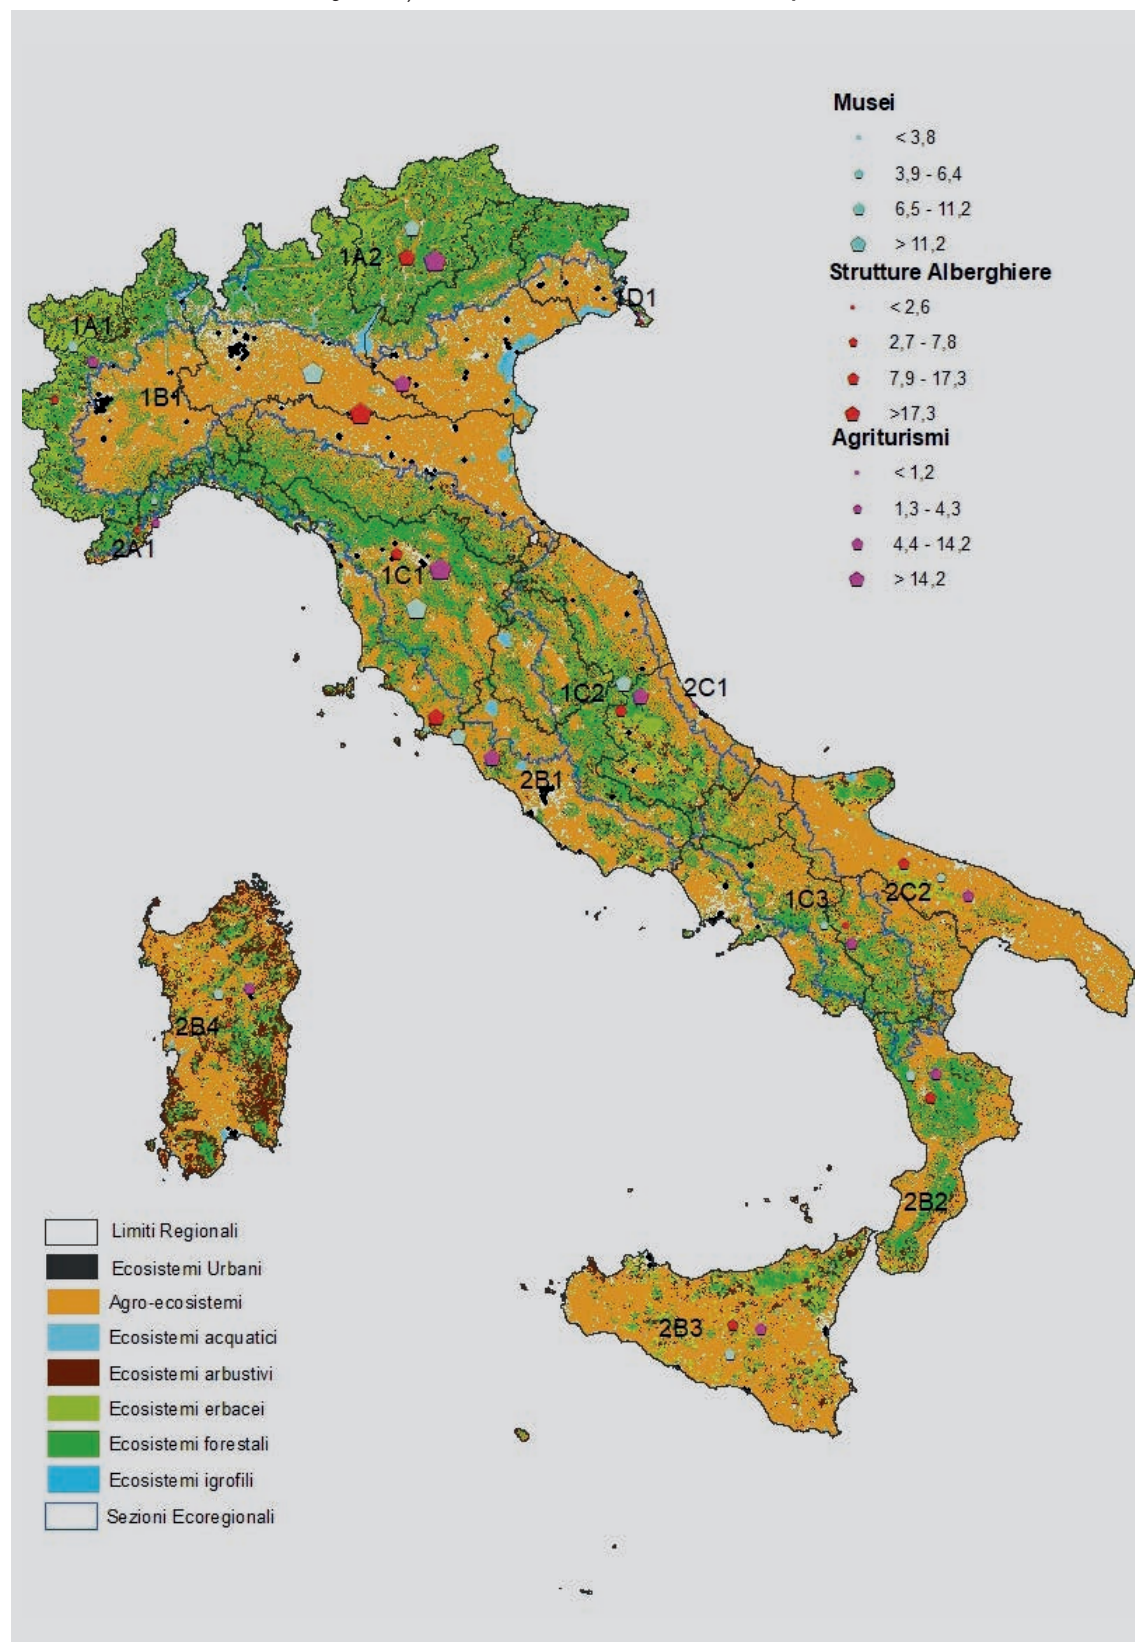 Musei
< 3,8
3,9 - 6,4
6,5 - 11,2
> 11,2
Strutture Alberghiere
< 2,6
2,7 - 7,8
7,9 - 17,3
>17,3
Agriturismi
< 1,2
1,3 - 4,3
4,4 - 14,2
> 14,2
1A2
1D1
1A1
1B1
2A1
1C1
1C2
2C1
2B1
1C3
2C2
2B4
2B2
2B3
Limiti Regionali
Ecosistemi Urbani
Agro-ecosistemi
Ecosistemi acquatici
Ecosistemi arbustivi
Ecosistemi erbacei
Ecosistemi forestali
Ecosistemi igrofili
Sezioni Ecoregionali